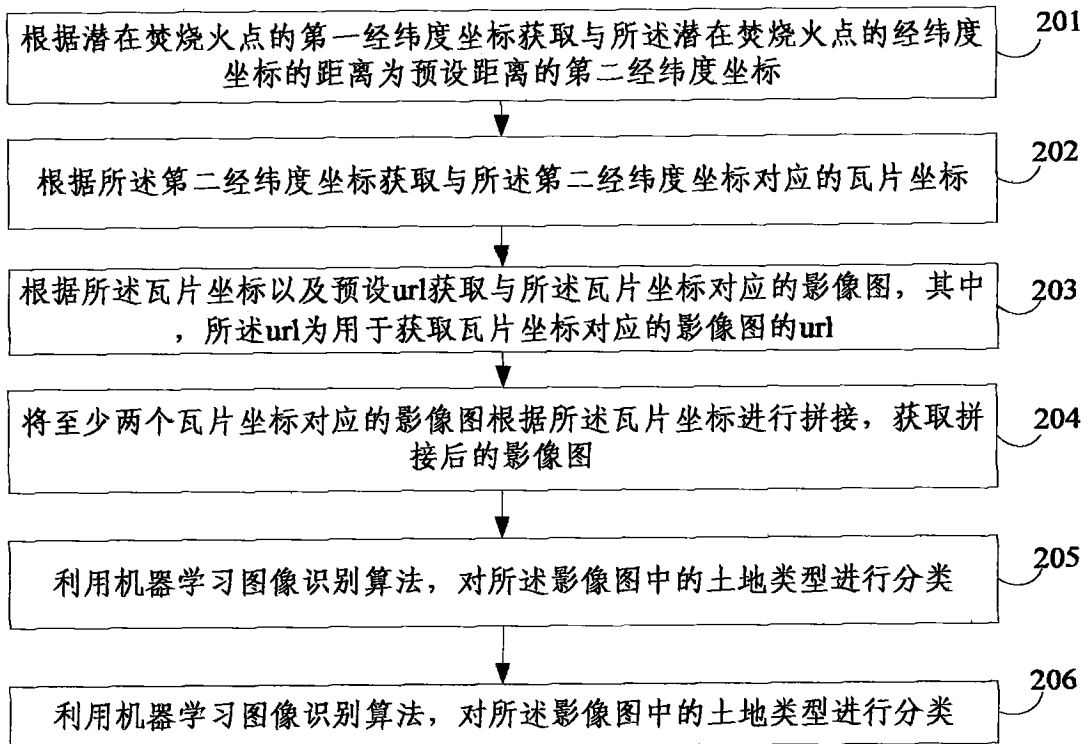 根据潜在焚烧火点的第一经纬度坐标获取与所述潜在焚烧火点的经纬度
坐标的距离为预设距离的第二经纬度坐标
201
根据所述第二经纬度坐标获取与所述第二经纬度坐标对应的瓦片坐标
202
根据所述瓦片坐标以及预设url获取与所述瓦片坐标对应的影像图，其中
，所述url为用于获取瓦片坐标对应的影像图的url
203
将至少两个瓦片坐标对应的影像图根据所述瓦片坐标进行拼接，获取拼
接后的影像图
204
利用机器学习图像识别算法，对所述影像图中的土地类型进行分类
205
利用机器学习图像识别算法，对所述影像图中的土地类型进行分类
206